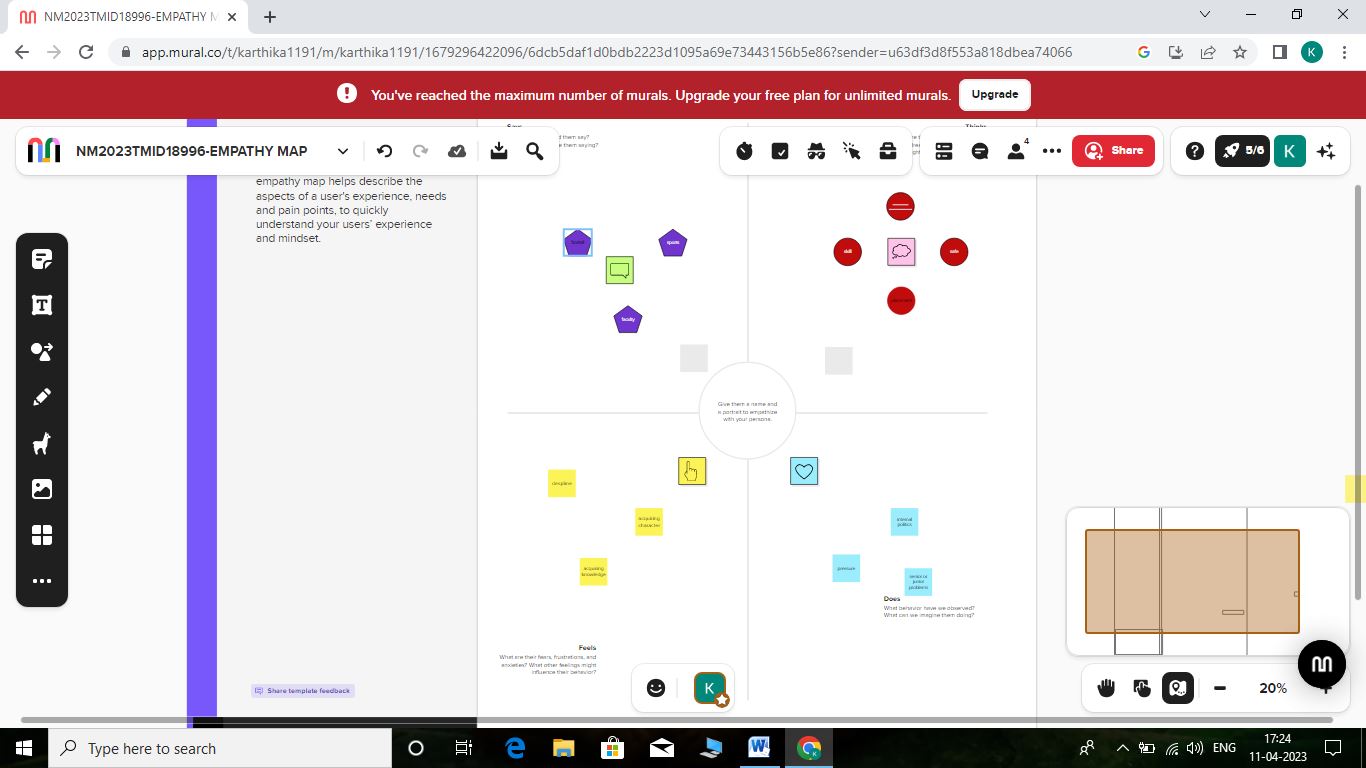 NM2023TMID18996-EMPATHY M
app.mural.co/t/karthika1191/m/karthika1191/1679296422096/6dcb5daf1d0bdb2223d1095a69e73443156b5e86?sender=u63df3d8f553a818dbea74066
K
You've reached the maximum number of murals. Upgrade your free plan for unlimited murals.
Upgrade
Says
Thinks
d them say?
e them saying?
NM2023TMID18996-EMPATHY MAP
4
Share
5/6
K
empathy map helps describe the
aspects of a user's experience, needs
and pain points, to quickly
understand your users' experience
and mindset.
sports
faculty
skill
safe
Give them a name and
a portrait to empathize
with your persona.
decipline
acquiring
character
acquiring
knowledge
internal
politics
pressure
senior or
junior
problems
Does
What behavior have we observed?
What can we imagine them doing?
Feels
What are their fears, frustrations, and
anxieties? What other feelings might
influence their behavior?
Share template feedback
K
20%
Type here to search
ENG
17:24
11-04-2023